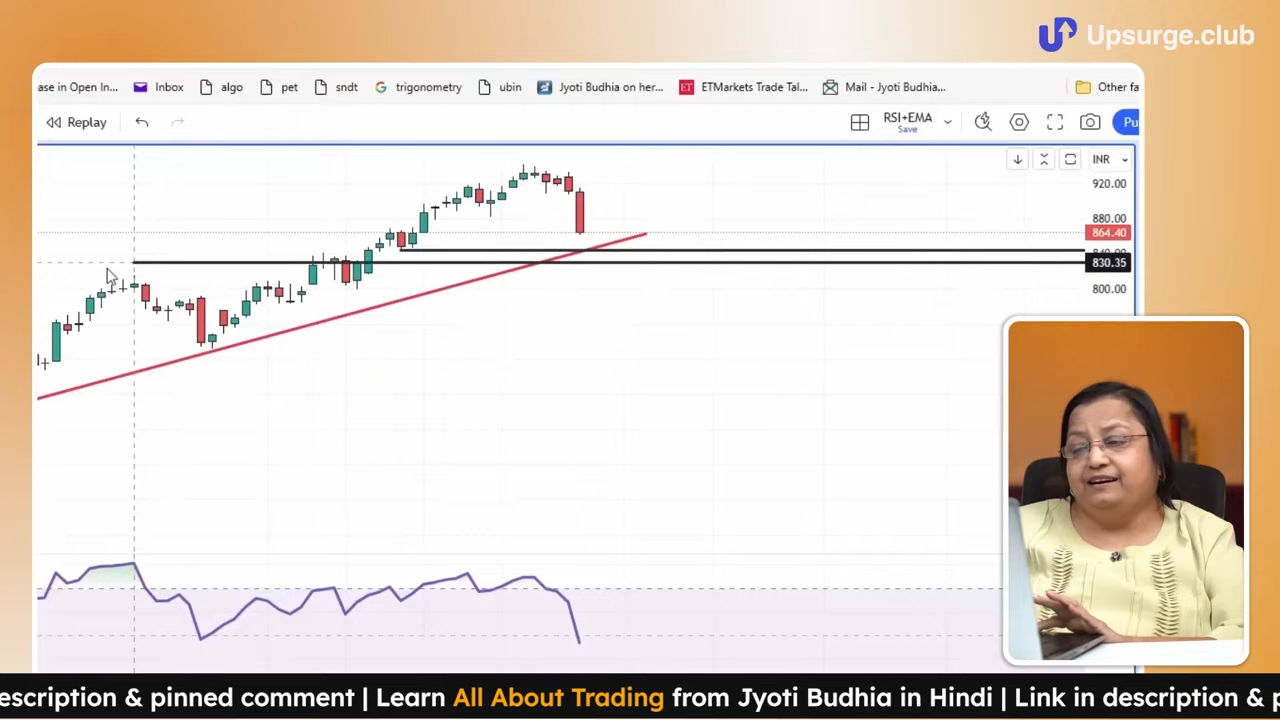 Upsurge.club
ase in Open In...
Inbox
algo
pet
sndt
trigonometry
ubin
Jyoti Budhia on her...
ET
ETMarkets Trade Tal...
Mail - Jyoti Budhia...
Other fa
Replay
RSI+EMA
Save
Pu
INR
920.00
880.00
864.40
830.35
800.00
escription & pinned comment | Learn All About Trading from Jyoti Budhia in Hindi | Link in description & p